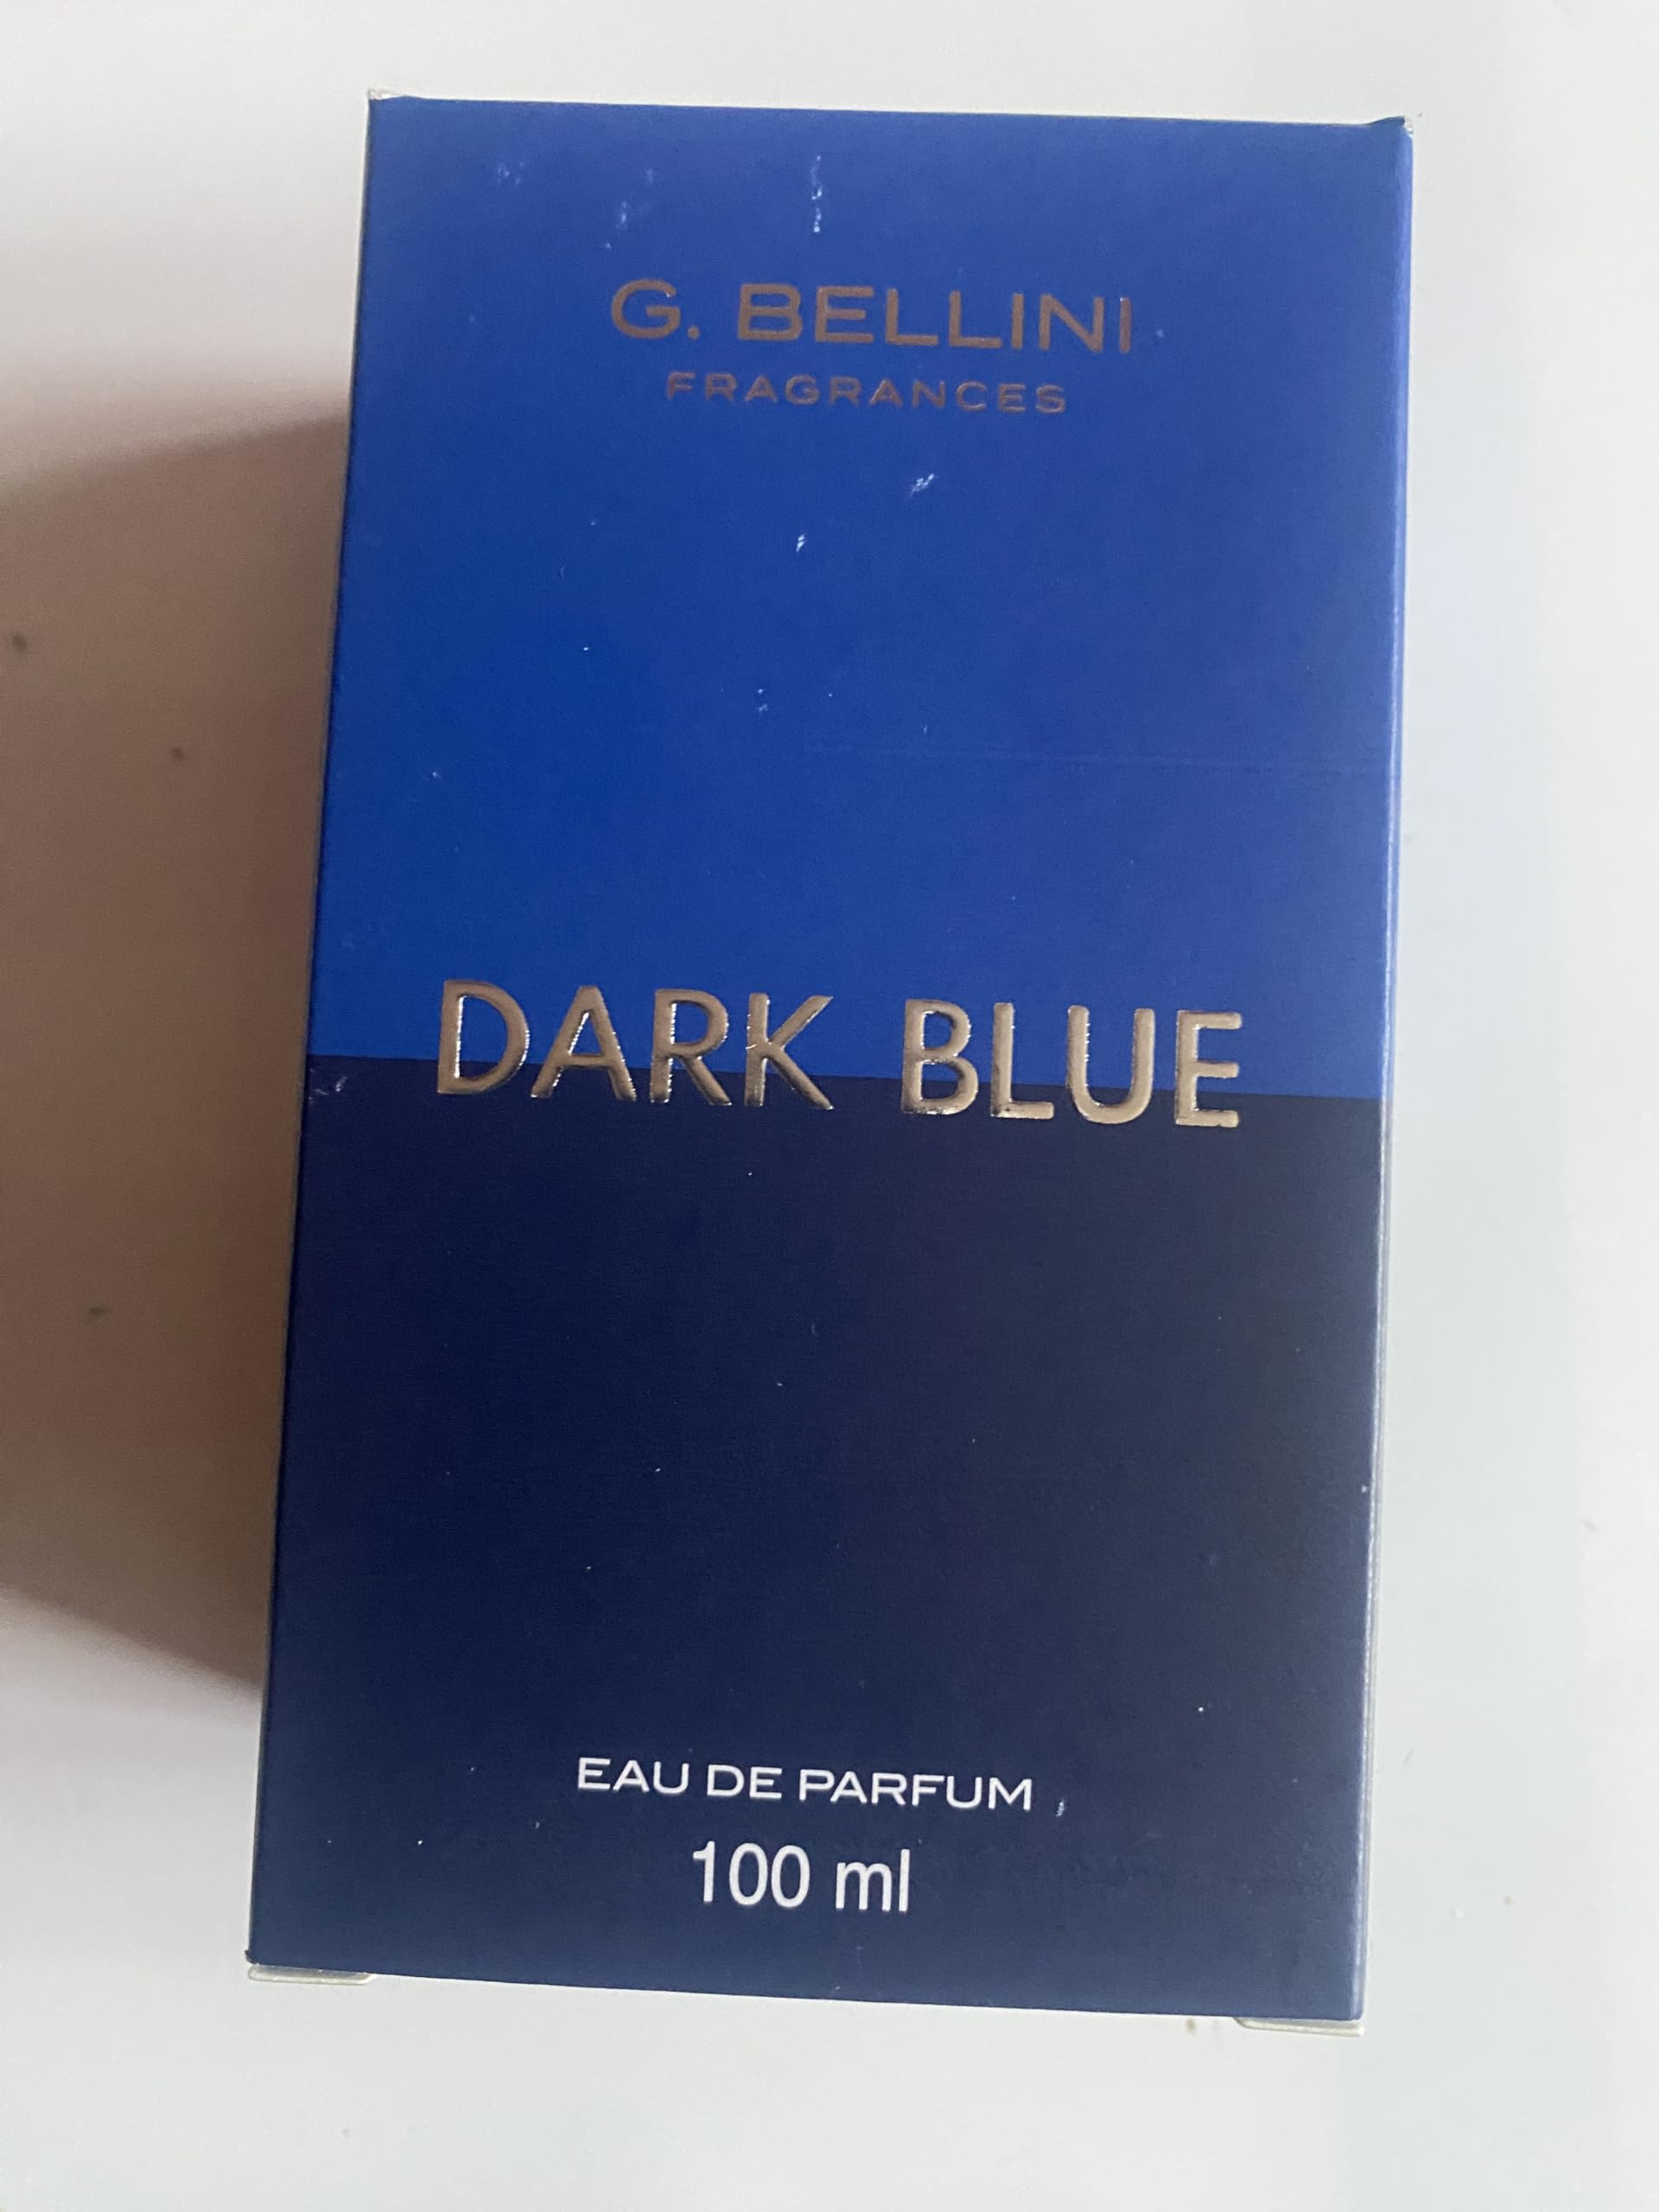 G. BELLINI
FRAGRANCES
DARK BLUE
EAU DE PARFUM
100 ml